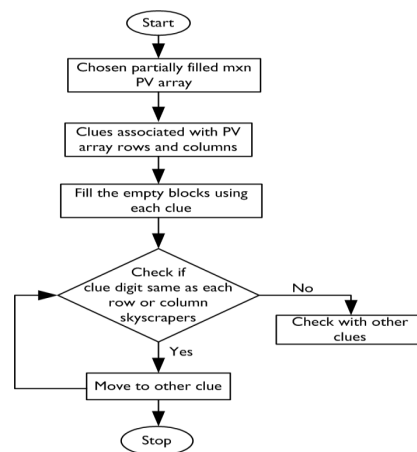 Start
Chosen partially filled mxn
PV array
Clues associated with PV
array rows and columns
Fill the empty blocks using
each clue
Check if
clue digit same as each
row or column
skyscrapers
No
Check with other
clues
Yes
Move to other clue
Stop